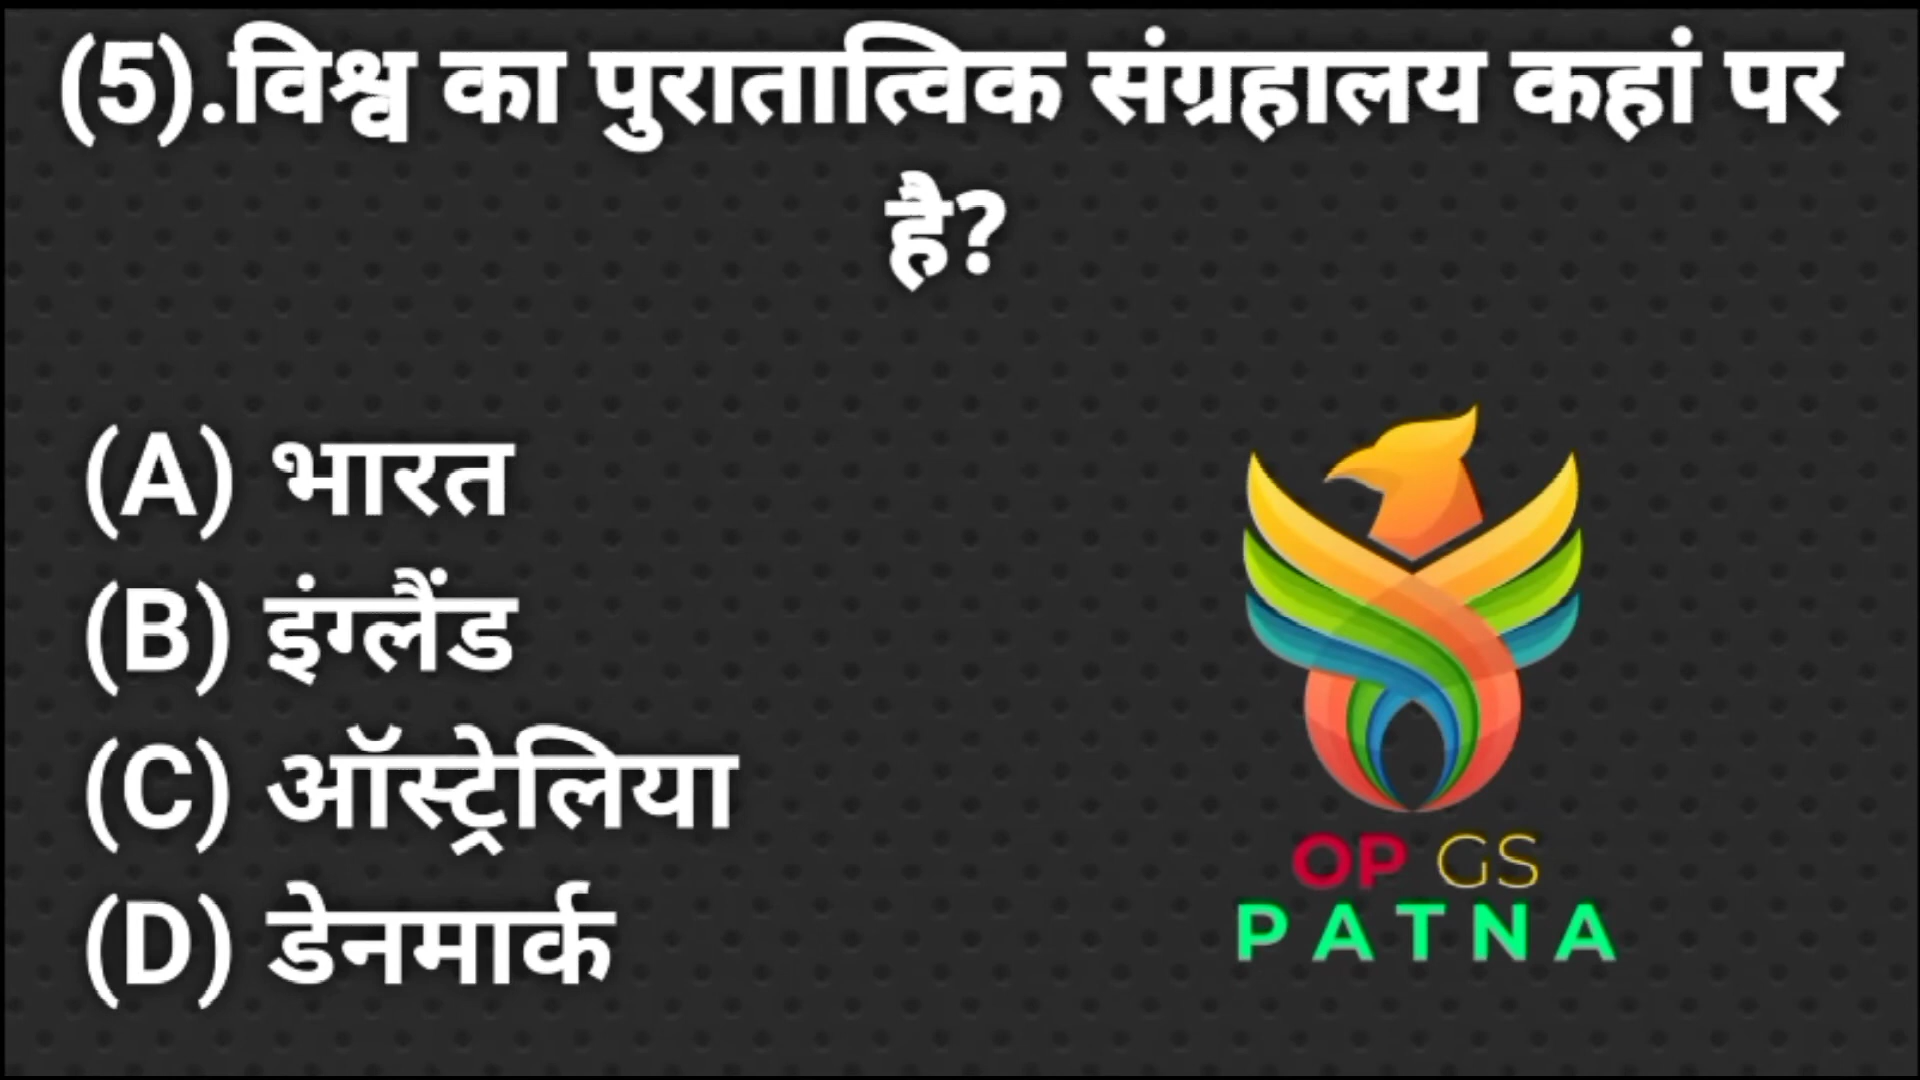 (5).विश्व का पुरातात्विक संग्रहालय कहां पर
है?
(A) भारत
(B) इंग्लैंड
(C) ऑस्ट्रेलिया
(D) डेनमार्क
OP GS
PATNA